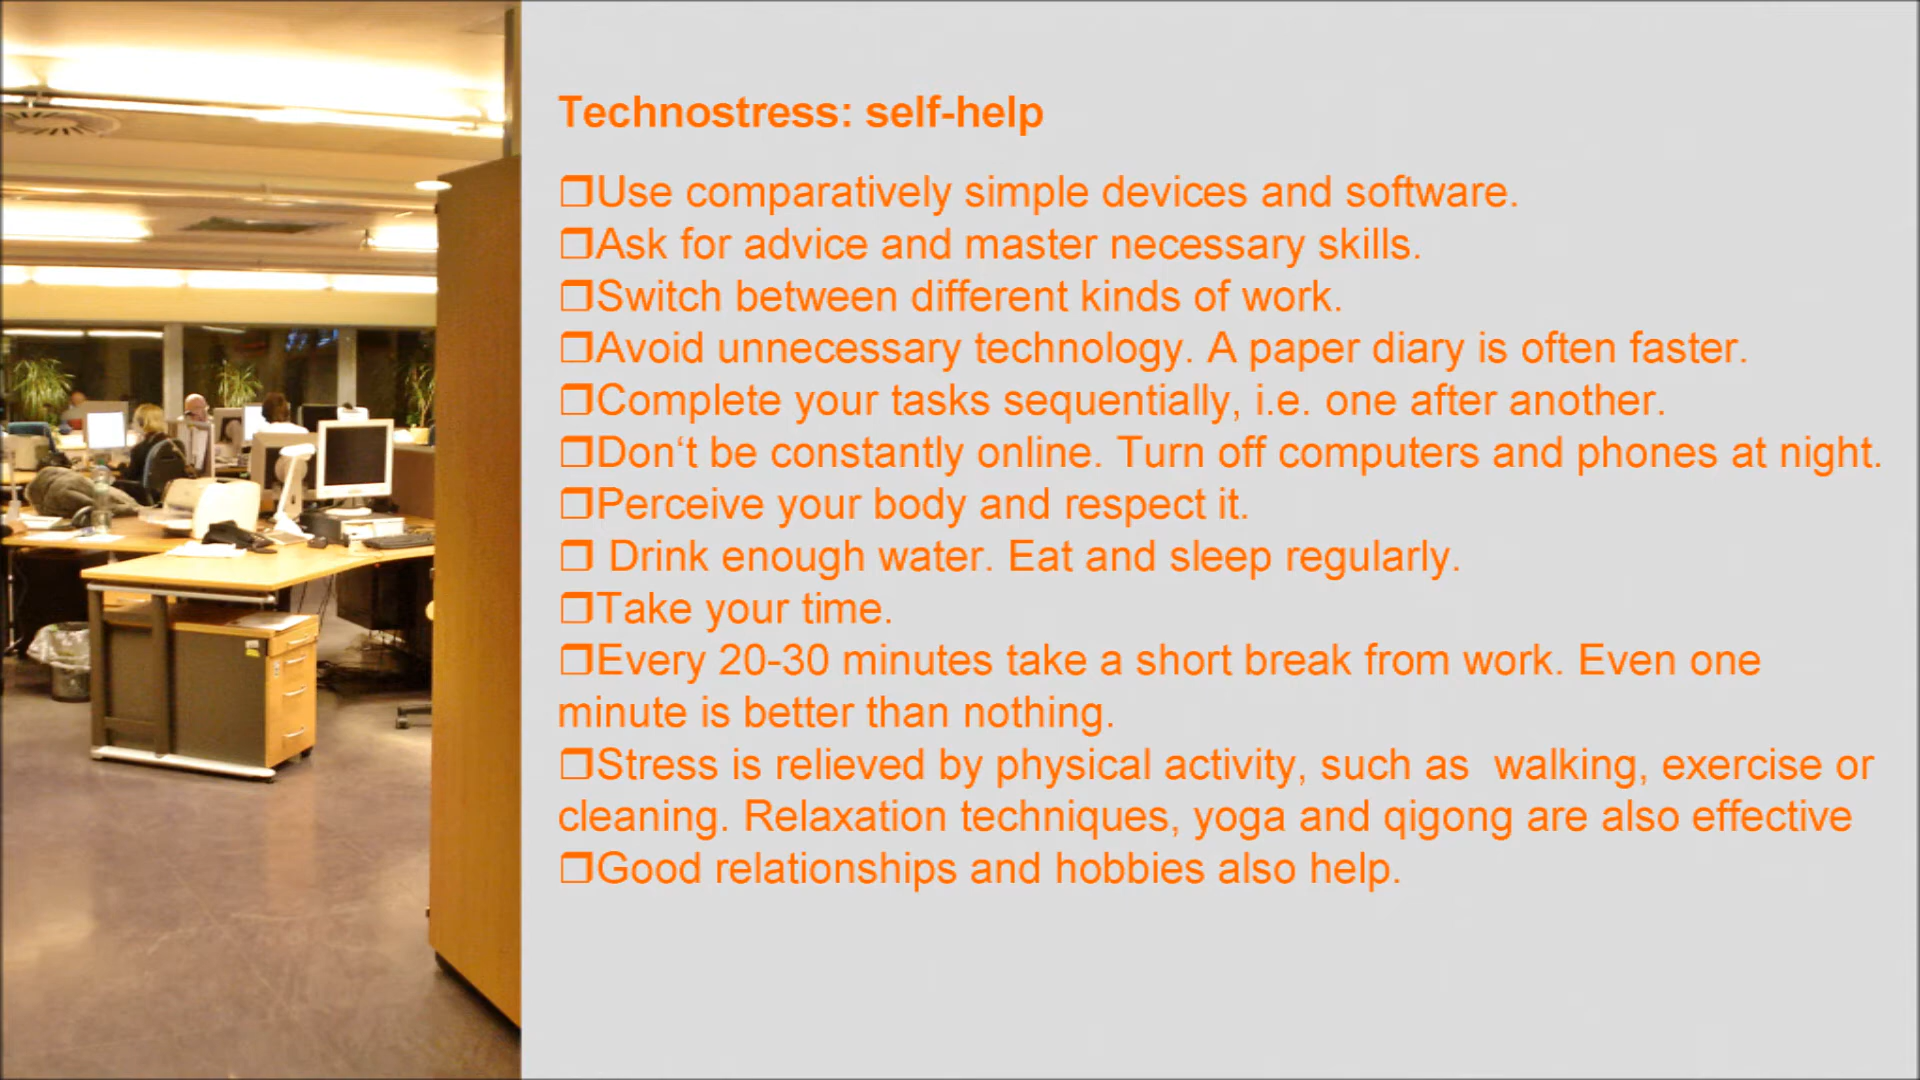 Technostress: self-help
❒Use comparatively simple devices and software.
❒Ask for advice and master necessary skills.
❒Switch between different kinds of work.
❒Avoid unnecessary technology. A paper diary is often faster.
❒Complete your tasks sequentially, i.e. one after another.
❒Don‘t be constantly online. Turn off computers and phones at night.
❒Perceive your body and respect it.
❒ Drink enough water. Eat and sleep regularly.
❒Take your time.
❒Every 20-30 minutes take a short break from work. Even one
minute is better than nothing.
❒Stress is relieved by physical activity, such as  walking, exercise or
cleaning. Relaxation techniques, yoga and qigong are also effective
❒Good relationships and hobbies also help.